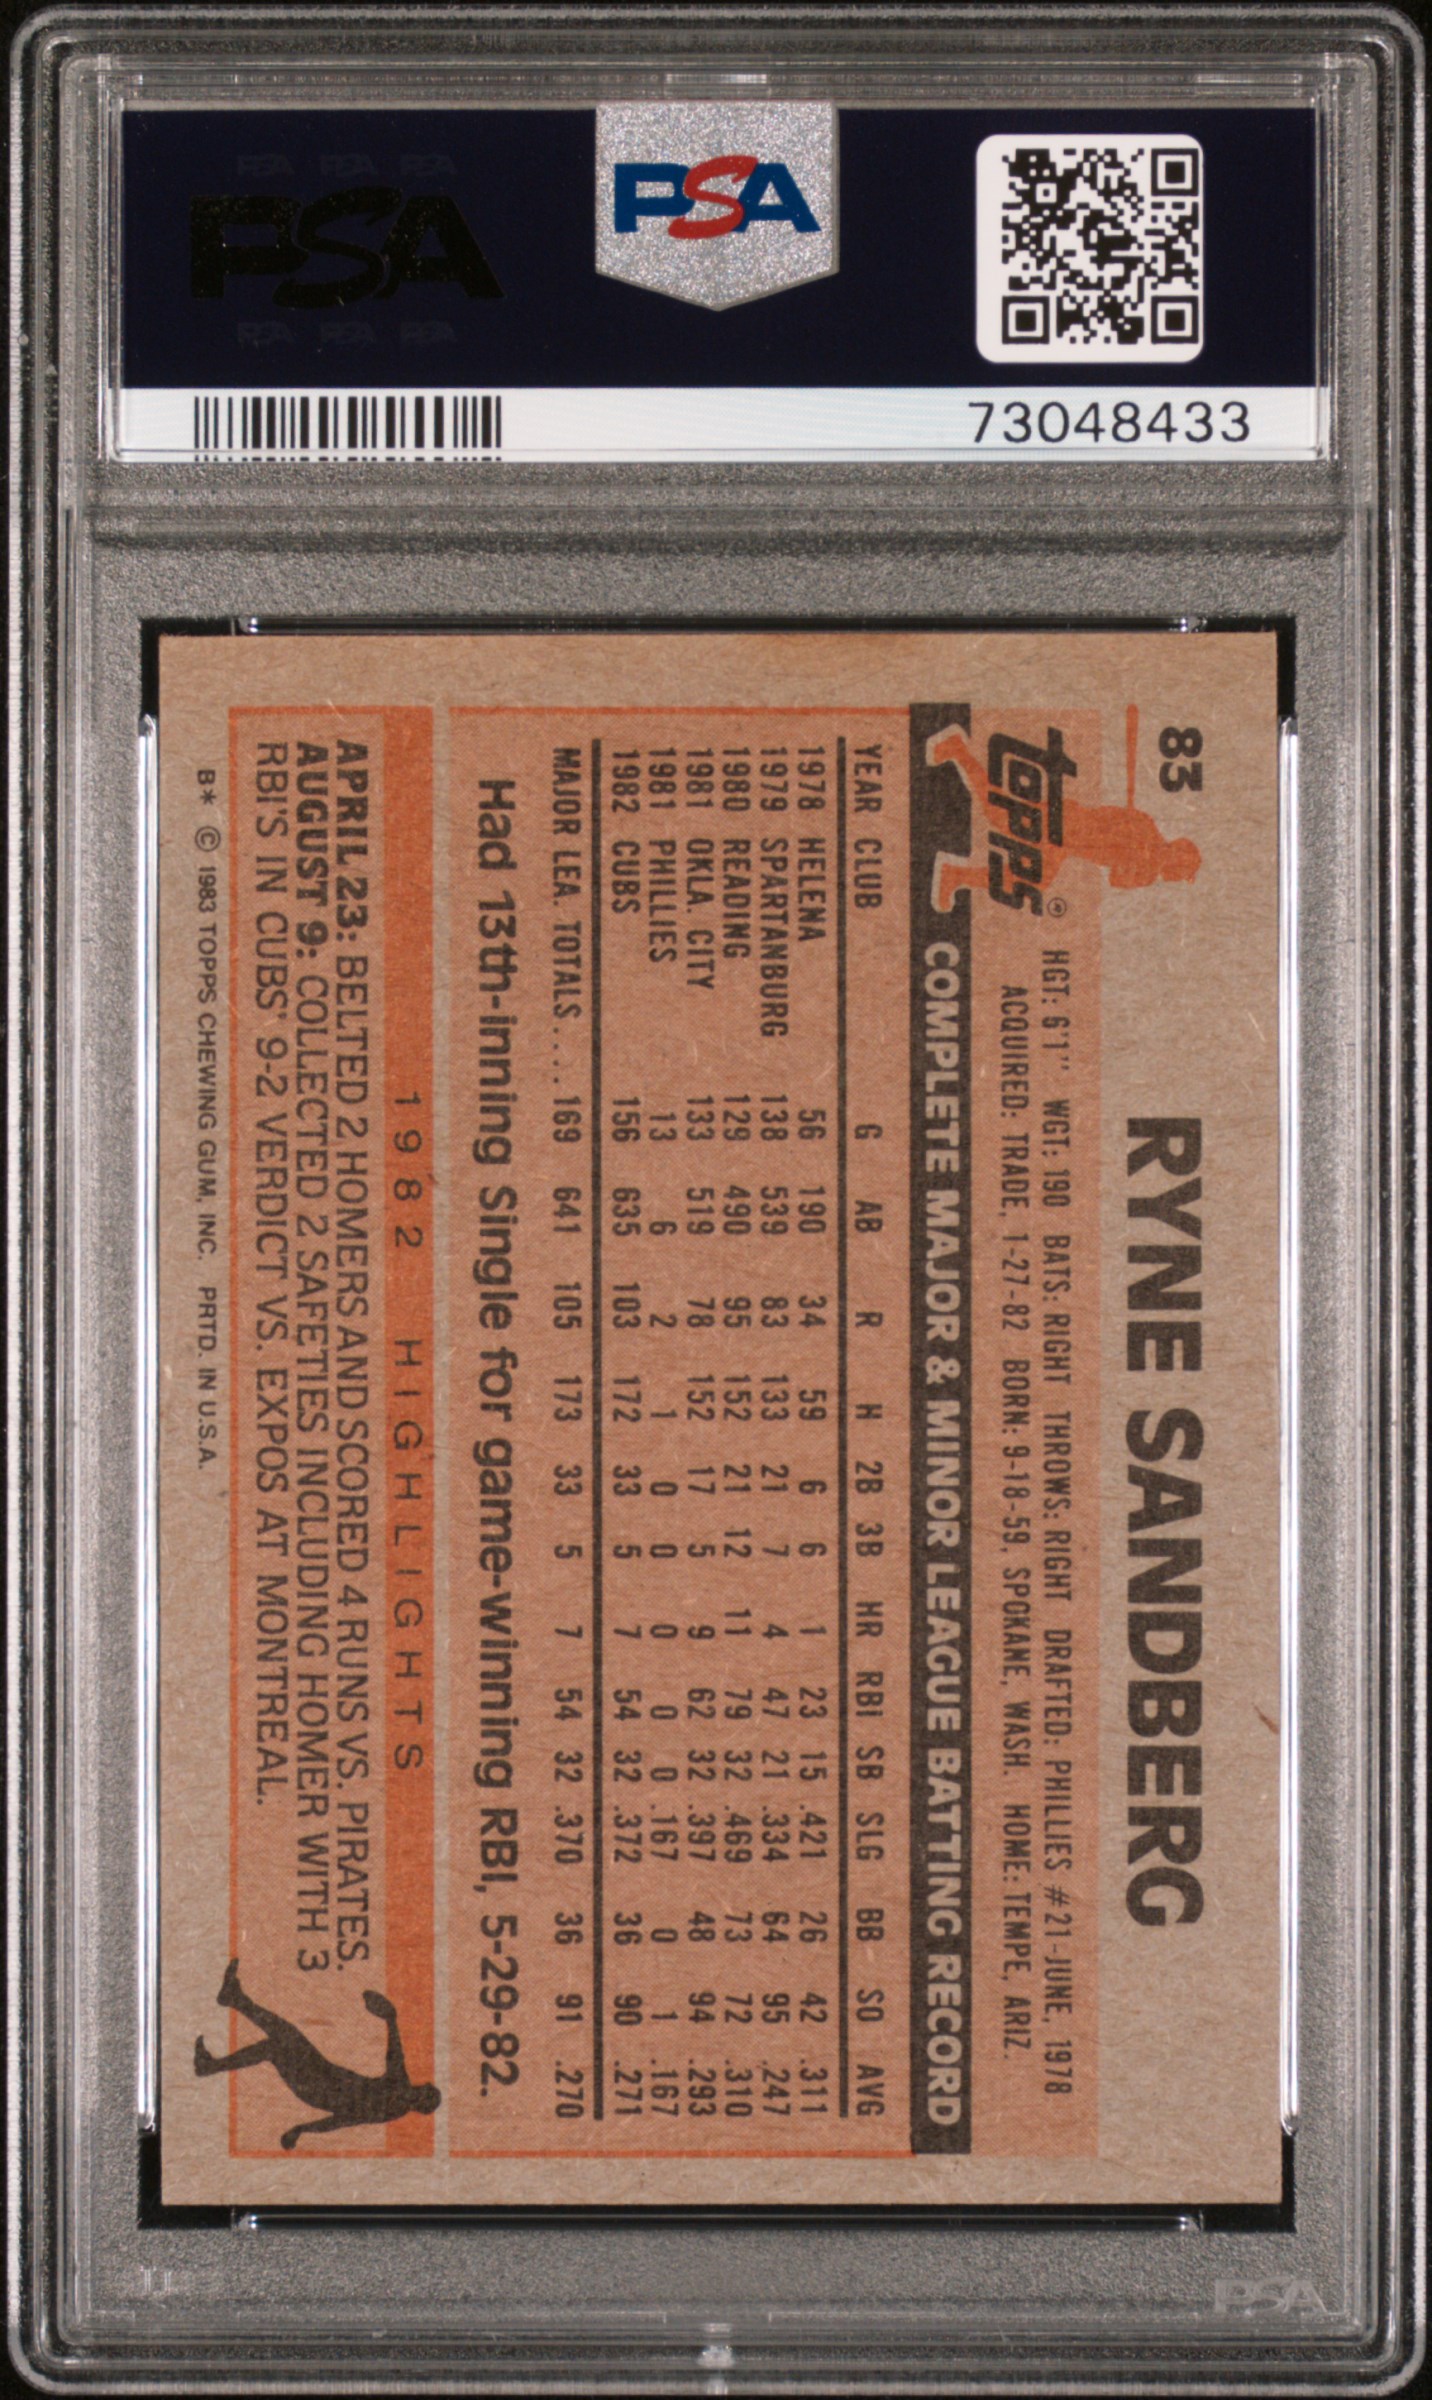 PSA PSA PSA
PSA
PSA PSA PSA
PSA
73048433
83
RYNE SANDBERG
Topps®
HGT: 6'1" WGT: 190 BATS: RIGHT THROWS: RIGHT DRAFTED: PHILLIES #21-JUNE, 1978
ACQUIRED: TRADE, 1-27-82 BORN: 9-18-59, SPOKANE, WASH. HOME: TEMPE, ARIZ.
COMPLETE MAJOR & MINOR LEAGUE BATTING RECORD
YEAR CLUB G AB R H 2B 3B HR RBI SB SLG BB SO AVG
1978 HELENA 56 190 34 59 6 6 1 23 15 .421 26 42 .311
1979 SPARTANBURG 138 539 83 133 21 7 4 47 21 .334 64 95 .247
1980 READING 129 490 95 152 21 12 11 79 32 .469 73 72 .310
1981 OKLA. CITY 133 519 78 152 17 5 9 62 32 .397 48 94 .293
1981 PHILLIES 13 6 2 1 0 0 0 0 0 .167 0 1 .167
1982 CUBS 156 635 103 172 33 5 7 54 32 .372 36 90 .271
MAJOR LEA. TOTALS.... 169 641 105 173 33 5 7 54 32 .370 36 91 .270
Had 13th-inning Single for game-winning RBI, 5-29-82.
1982 HIGHLIGHTS
APRIL 23: BELTED 2 HOMERS AND SCORED 4 RUNS VS. PIRATES.
AUGUST 9: COLLECTED 2 SAFETIES INCLUDING HOMER WITH 3
RBI'S IN CUBS' 9-2 VERDICT VS. EXPOS AT MONTREAL.
B* © 1983 TOPPS CHEWING GUM, INC. PRTD. IN U.S.A.
PSA